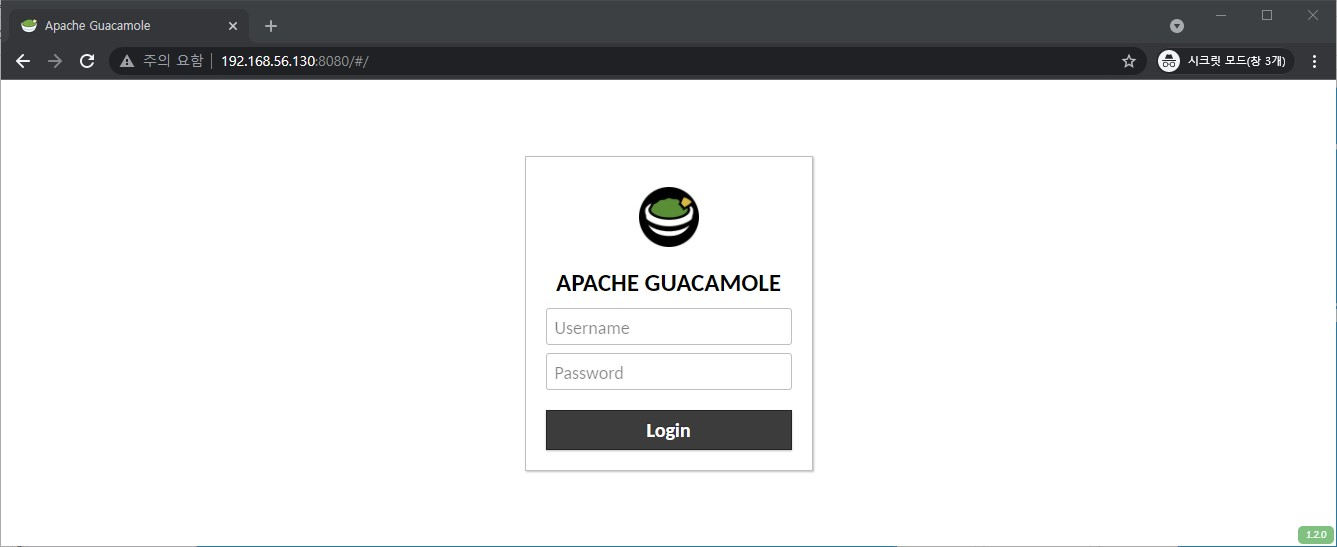 Apache Guacamole
주의 요함 192.168.56.130:8080/#/
시크릿 모드(창 3개)
APACHE GUACAMOLE
Username
Password
Login
1.2.0